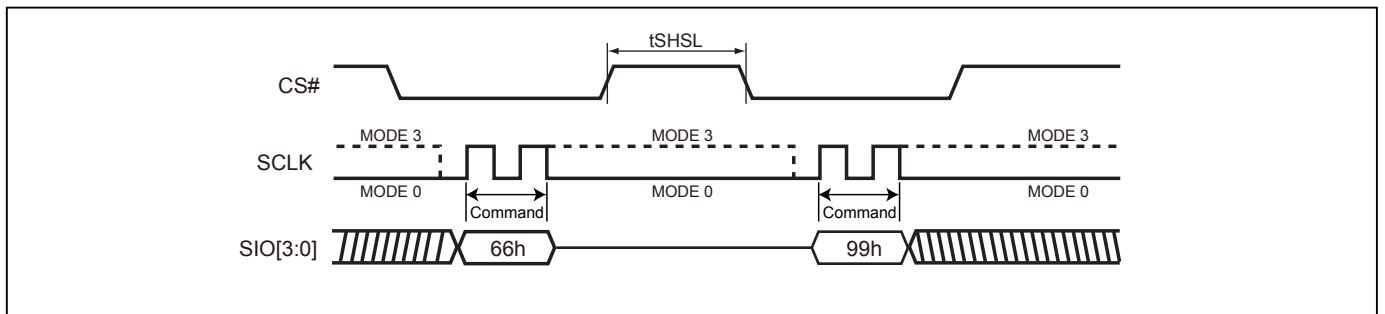 tSHSL
CS#
MODE 3 MODE 3 MODE 3
SCLK
MODE 0 MODE 0 MODE 0
Command Command
SIO[3:0] 66h 99h